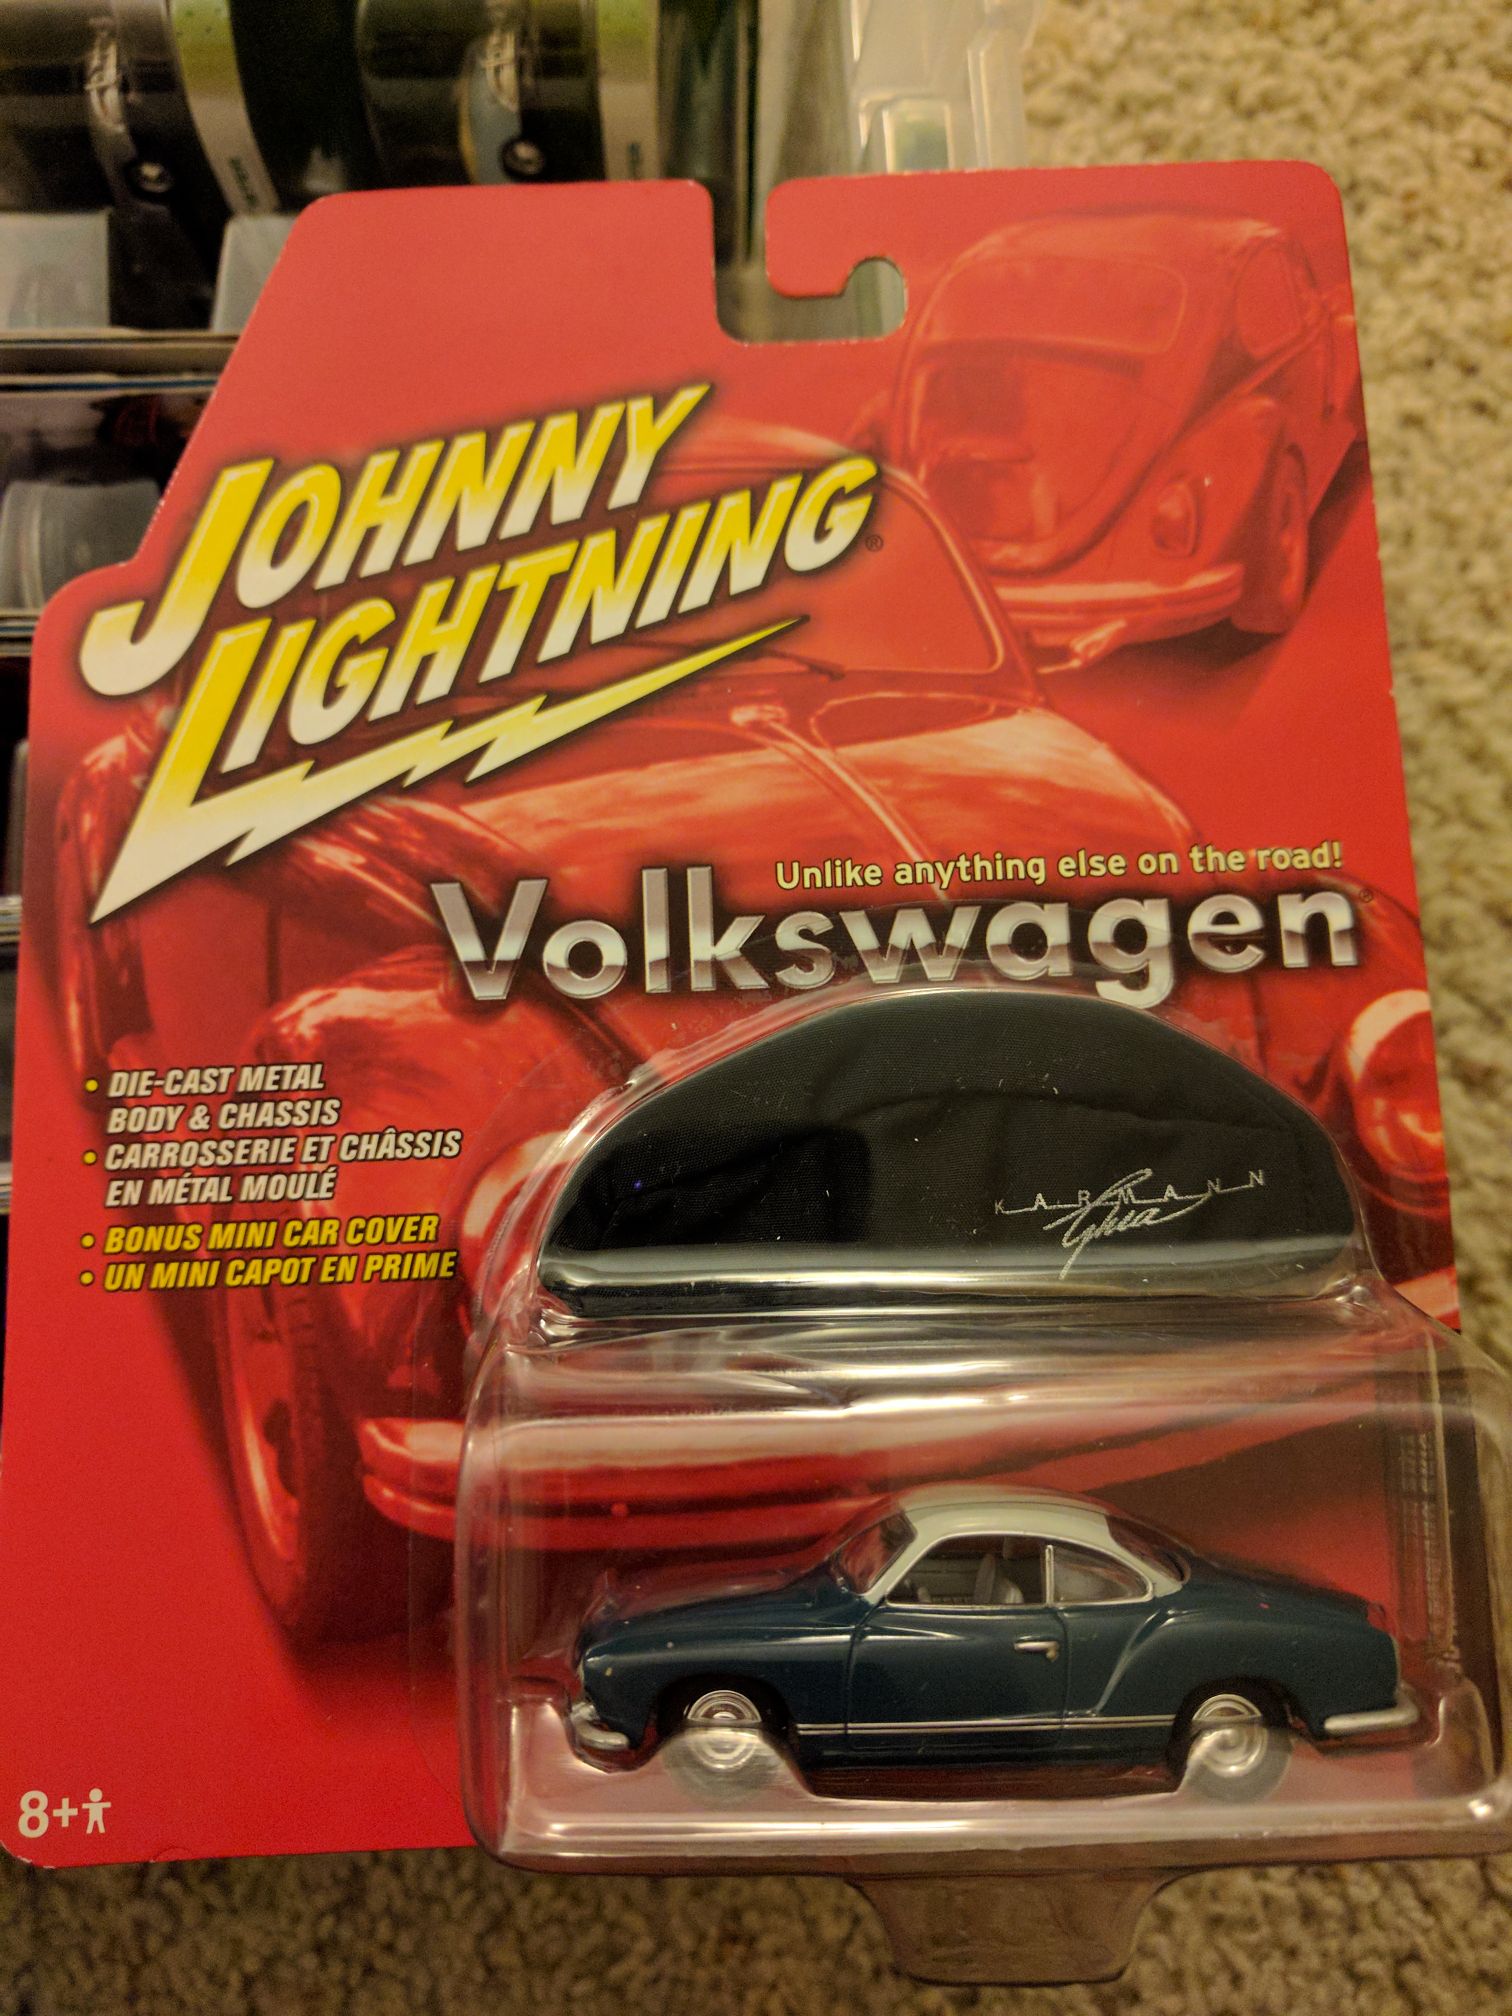 JOHNNY
LIGHTNING®
Unlike anything else on the road!
Volkswagen®
• DIE-CAST METAL
BODY & CHASSIS
• CARROSSERIE ET CHÂSSIS
EN MÉTAL MOULÉ
• BONUS MINI CAR COVER
• UN MINI CAPOT EN PRIME
KARMANN
Ghia
8+